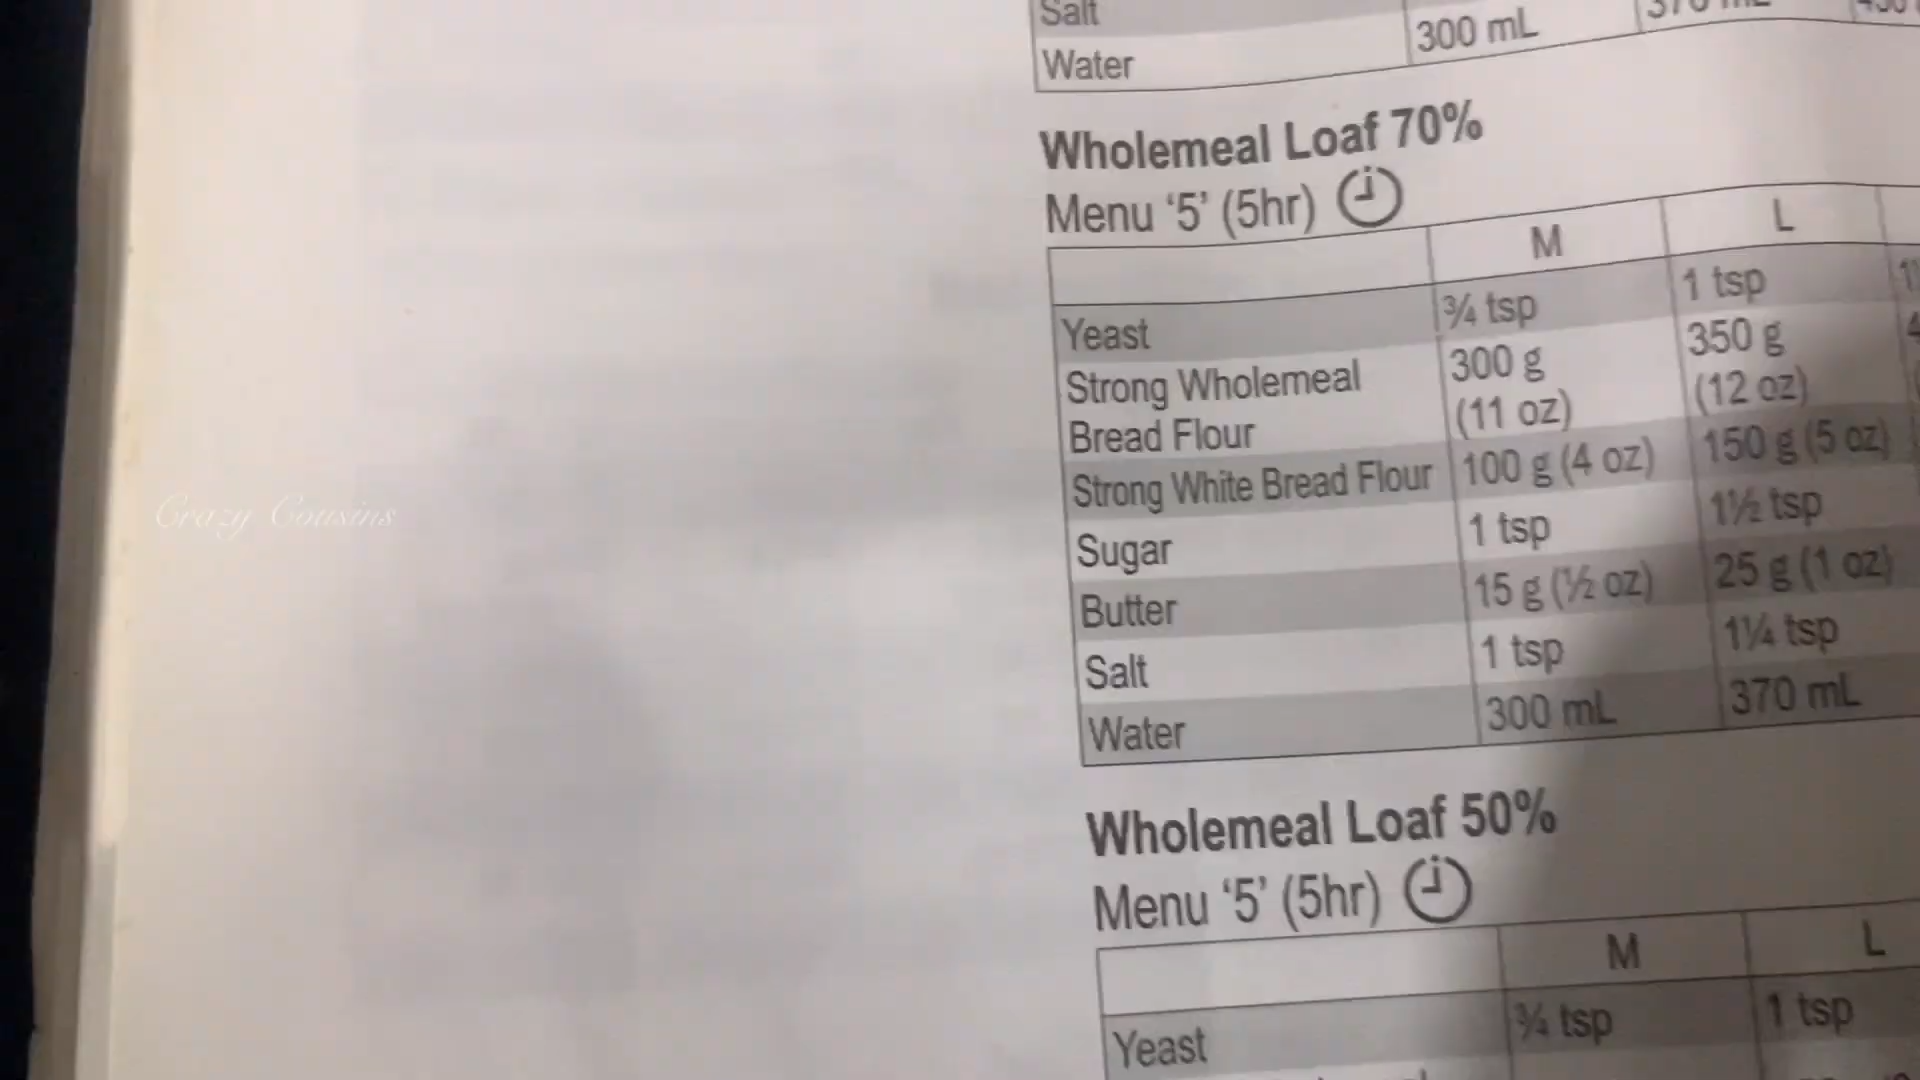 Salt
Water 300 mL 370 mL
Wholemeal Loaf 70%
Menu ‘5’ (5hr)
M L
Yeast ¾ tsp 1 tsp
Strong Wholemeal Bread Flour 300 g (11 oz) 350 g (12 oz)
Strong White Bread Flour 100 g (4 oz) 150 g (5 oz)
Sugar 1 tsp 1½ tsp
Butter 15 g (½ oz) 25 g (1 oz)
Salt 1 tsp 1¼ tsp
Water 300 mL 370 mL
Crazy Cousins
Wholemeal Loaf 50%
Menu ‘5’ (5hr)
M L
Yeast ¾ tsp 1 tsp